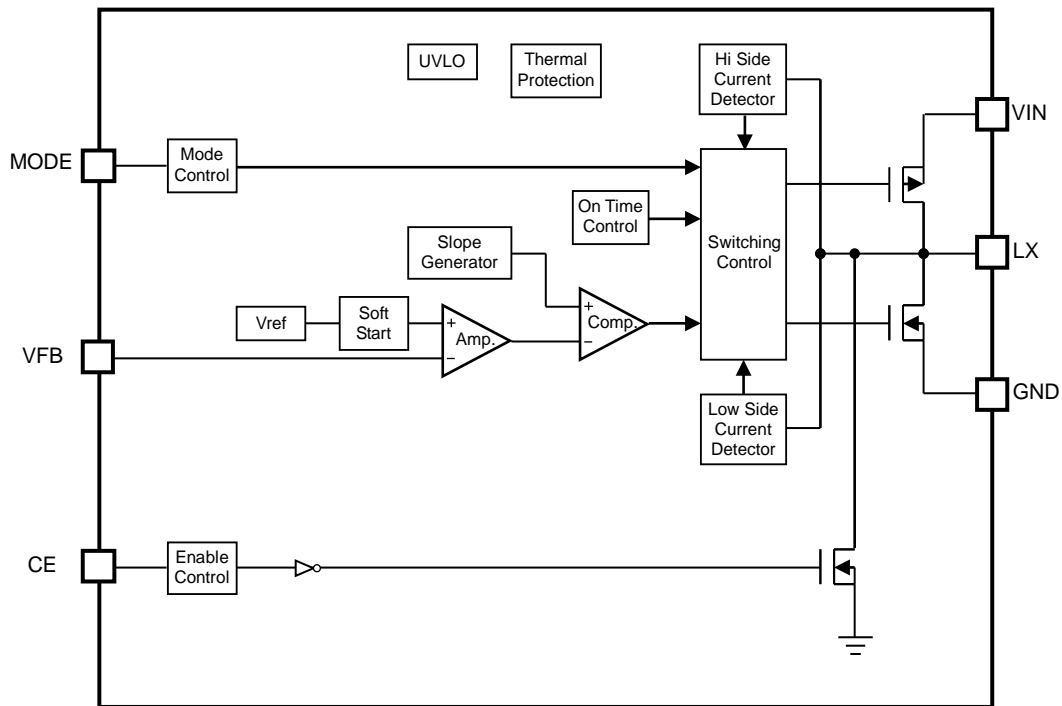 UVLO
Thermal
Protection
Hi Side
Current
Detector
VIN
MODE
Mode
Control
On Time
Control
Switching
Control
LX
Slope
Generator
Vref
Soft
Start
+
−
Amp.
+
−
Comp.
VFB
GND
Low Side
Current
Detector
CE
Enable
Control